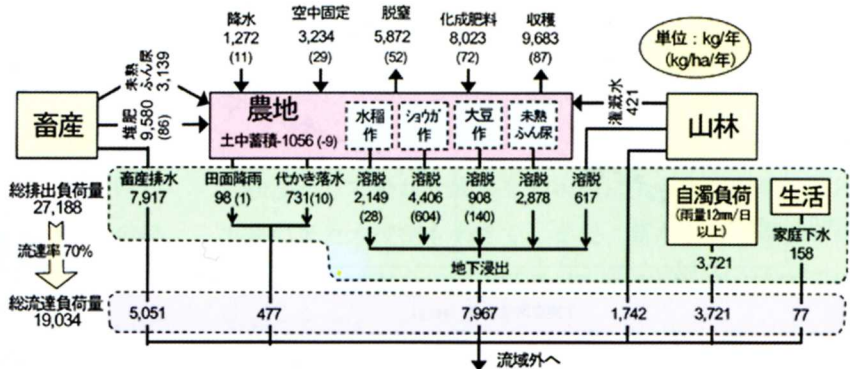 降水
1,272
(11)
空中固定
3,234
(29)
脱窒
5,872
(52)
化成肥料
8,023
(72)
収穫
9,683
(87)
単位：kg/年
(kg/ha/年)
未熟
ふん尿
3,139
堆肥
9,580
(86)
畜産
農地
土中蓄積-1056 (-9)
水稲
作
ショウガ
作
大豆
作
未熟
ふん尿
灌漑水
421
山林
総排出負荷量
27,188
流達率 70%
総流達負荷量
19,034
畜産排水
7,917
田面降雨
98 (1)
代かき落水
731(10)
溶脱
2,149
(28)
溶脱
4,406
(604)
溶脱
908
(140)
溶脱
2,878
溶脱
617
自濁負荷
(雨量12mm/日
以上)
3,721
生活
家庭下水
158
地下浸出
5,051
477
7,967
1,742
3,721
77
流域外へ